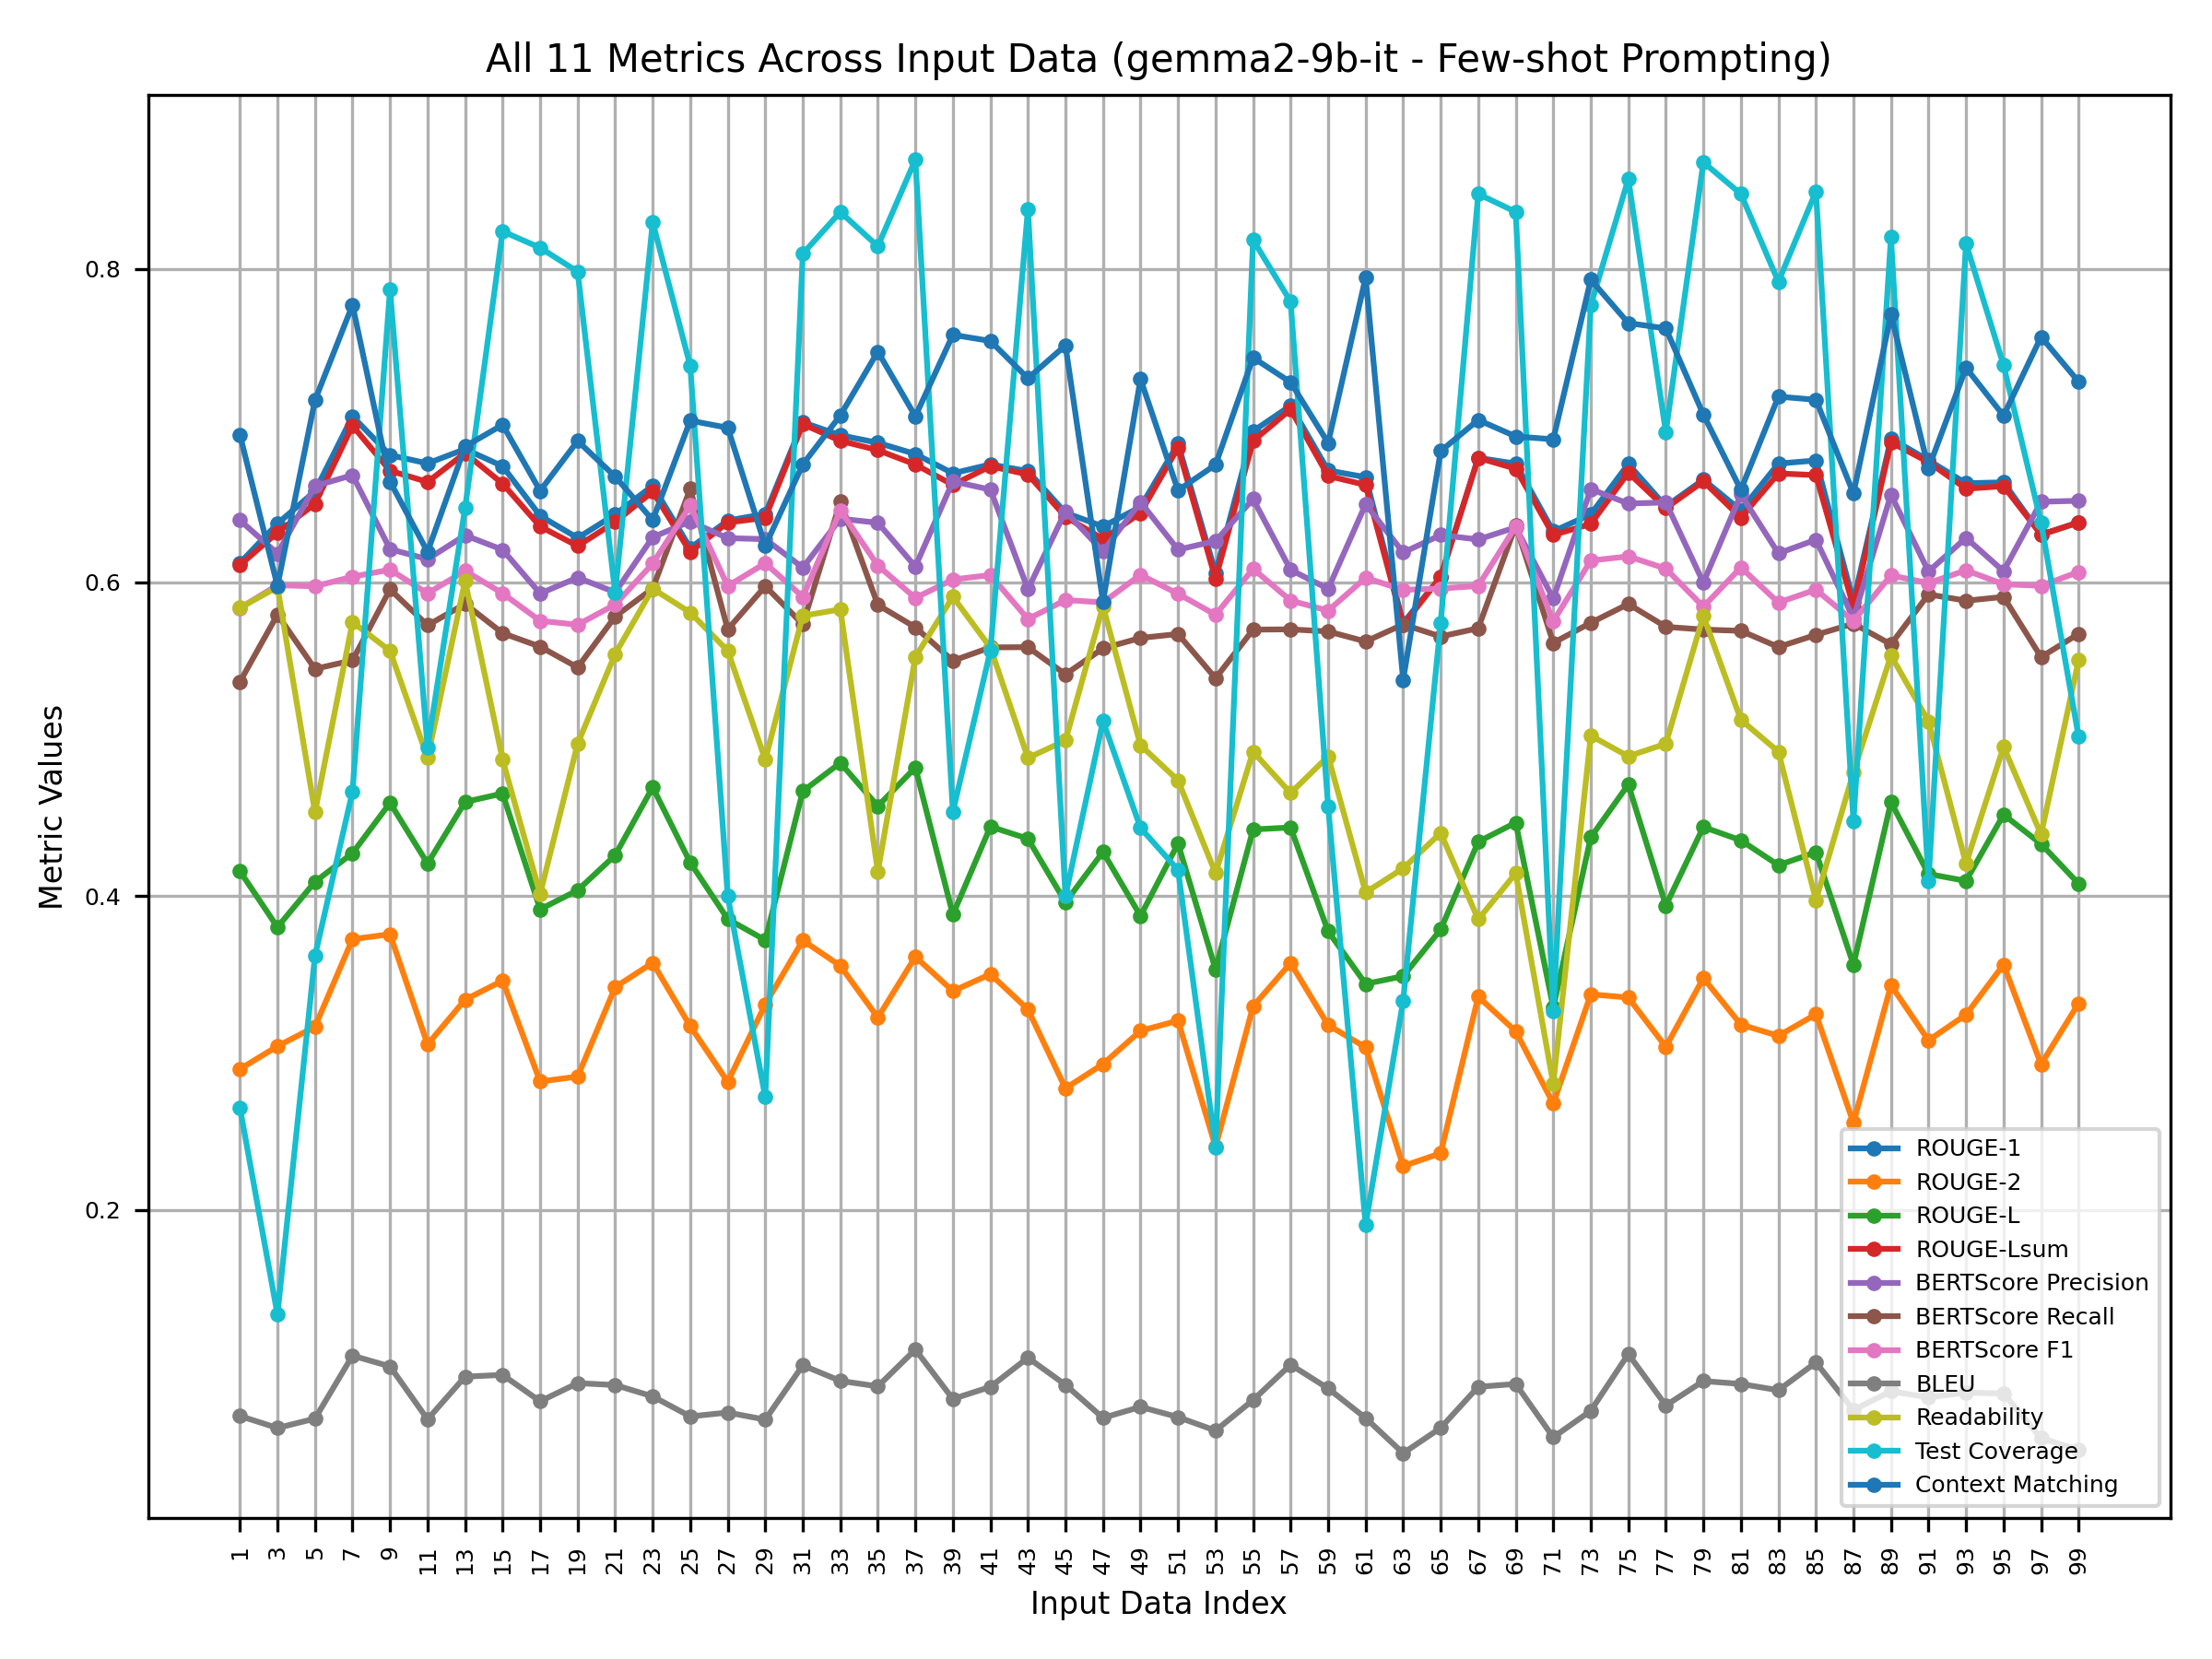 All 11 Metrics Across Input Data (gemma2-9b-it - Few-shot Prompting)
Metric Values
0.8
0.6
0.4
0.2
ROUGE-1
ROUGE-2
ROUGE-L
ROUGE-Lsum
BERTScore Precision
BERTScore Recall
BERTScore F1
BLEU
Readability
Test Coverage
Context Matching
1 3 5 7 9 11 13 15 17 19 21 23 25 27 29 31 33 35 37 39 41 43 45 47 49 51 53 55 57 59 61 63 65 67 69 71 73 75 77 79 81 83 85 87 89 91 93 95 97 99
Input Data Index